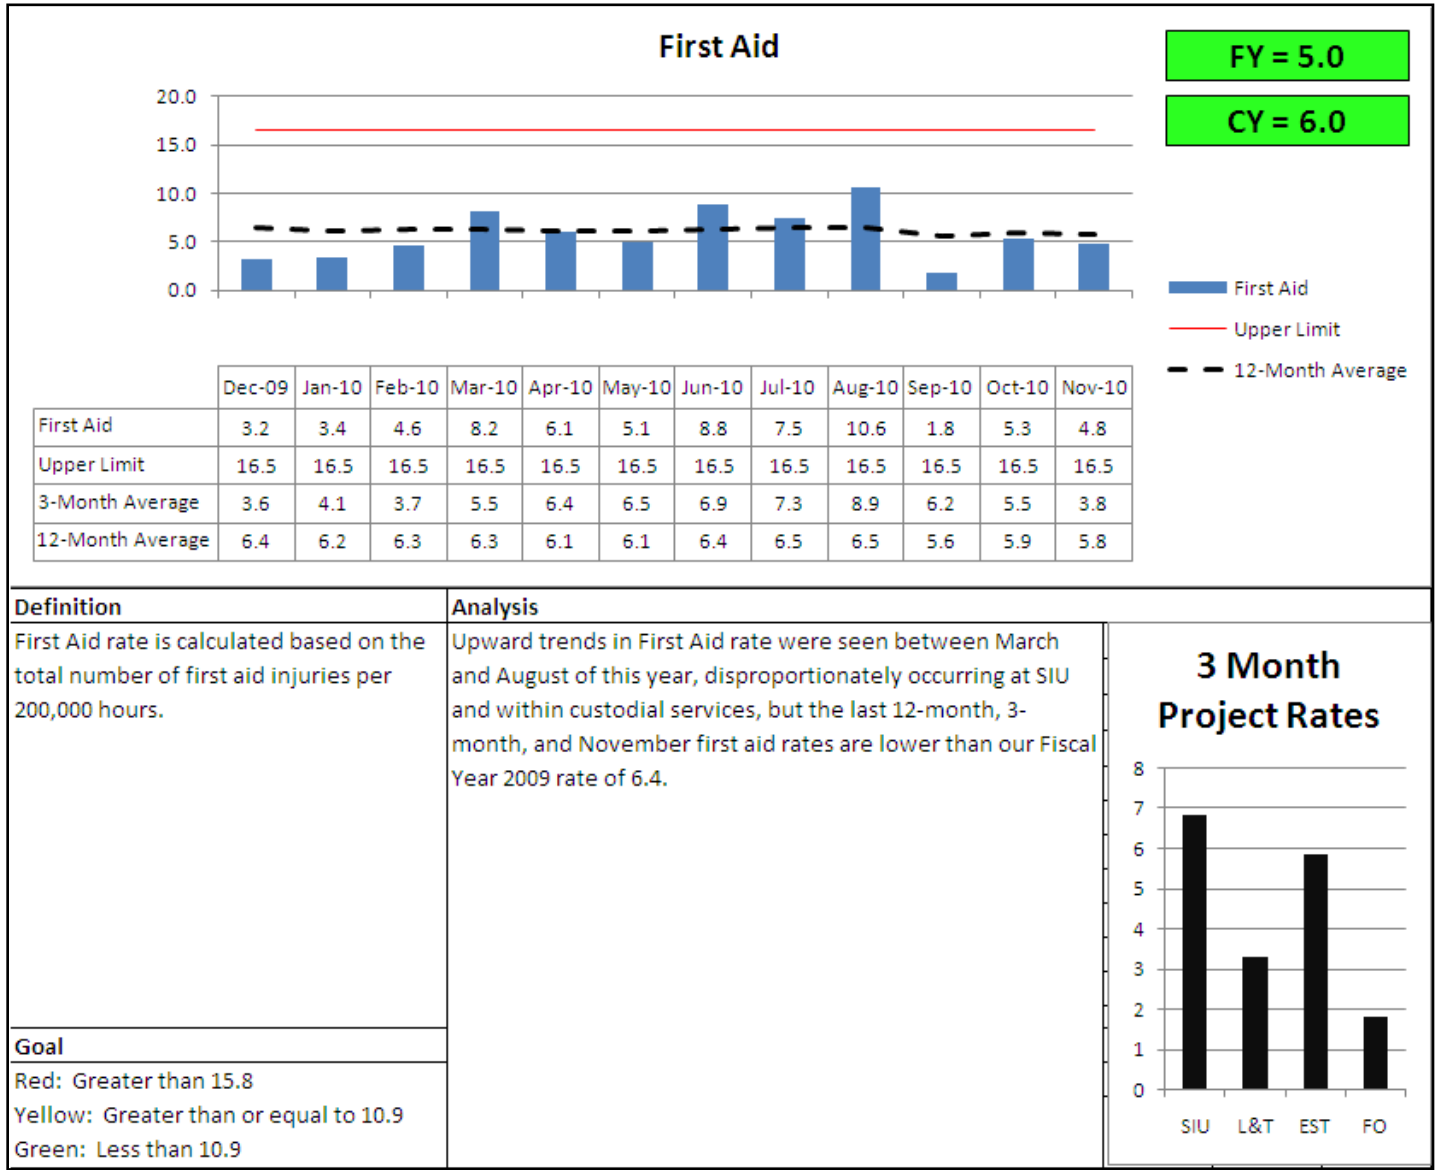 First Aid
FY = 5.0
CY = 6.0
20.0
15.0
10.0
5.0
0.0
First Aid
Upper Limit
12-Month Average
Dec-09 Jan-10 Feb-10 Mar-10 Apr-10 May-10 Jun-10 Jul-10 Aug-10 Sep-10 Oct-10 Nov-10
First Aid 3.2 3.4 4.6 8.2 6.1 5.1 8.8 7.5 10.6 1.8 5.3 4.8
Upper Limit 16.5 16.5 16.5 16.5 16.5 16.5 16.5 16.5 16.5 16.5 16.5 16.5
3-Month Average 3.6 4.1 3.7 5.5 6.4 6.5 6.9 7.3 8.9 6.2 5.5 3.8
12-Month Average 6.4 6.2 6.3 6.3 6.1 6.1 6.4 6.5 6.5 5.6 5.9 5.8
Definition
First Aid rate is calculated based on the
total number of first aid injuries per
200,000 hours.
Goal
Red: Greater than 15.8
Yellow: Greater than or equal to 10.9
Green: Less than 10.9
Analysis
Upward trends in First Aid rate were seen between March
and August of this year, disproportionately occurring at SIU
and within custodial services, but the last 12-month, 3-
month, and November first aid rates are lower than our Fiscal
Year 2009 rate of 6.4.
3 Month
Project Rates
8
7
6
5
4
3
2
1
0
SIU L&T EST FO